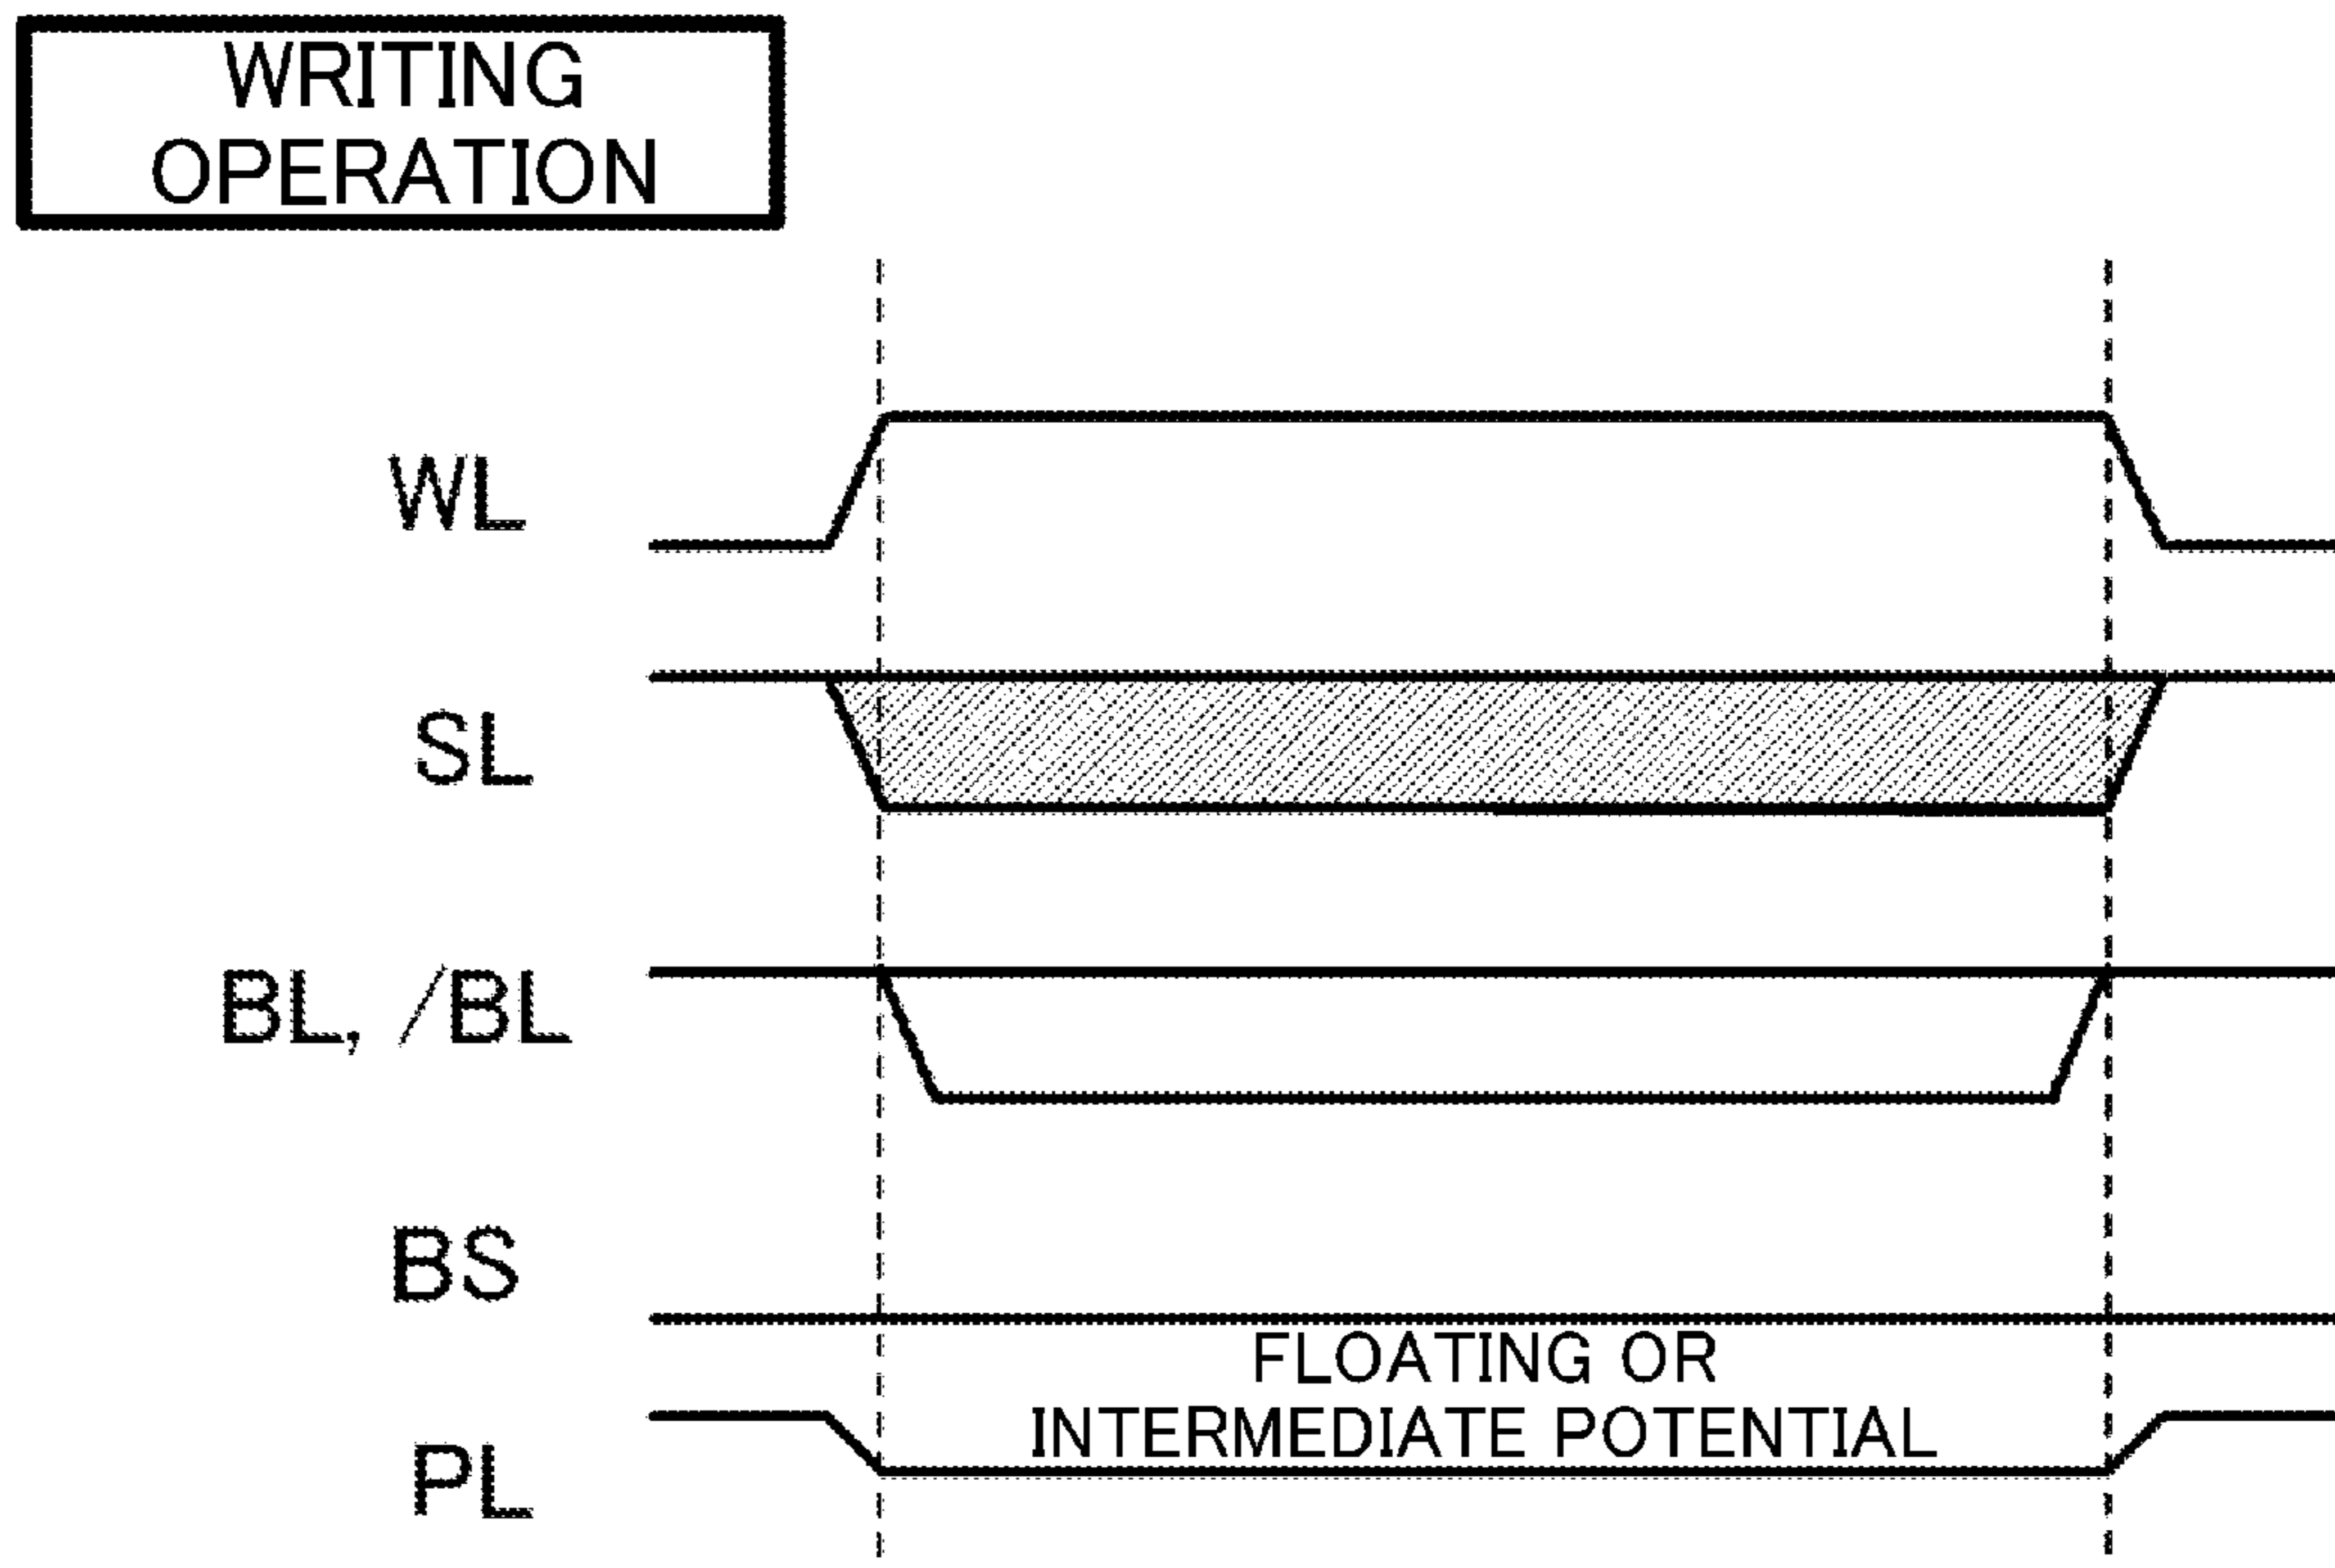 WRITING
OPERATION
WL
SL
BL, /BL
BS
FLOATING OR
INTERMEDIATE POTENTIAL
PL